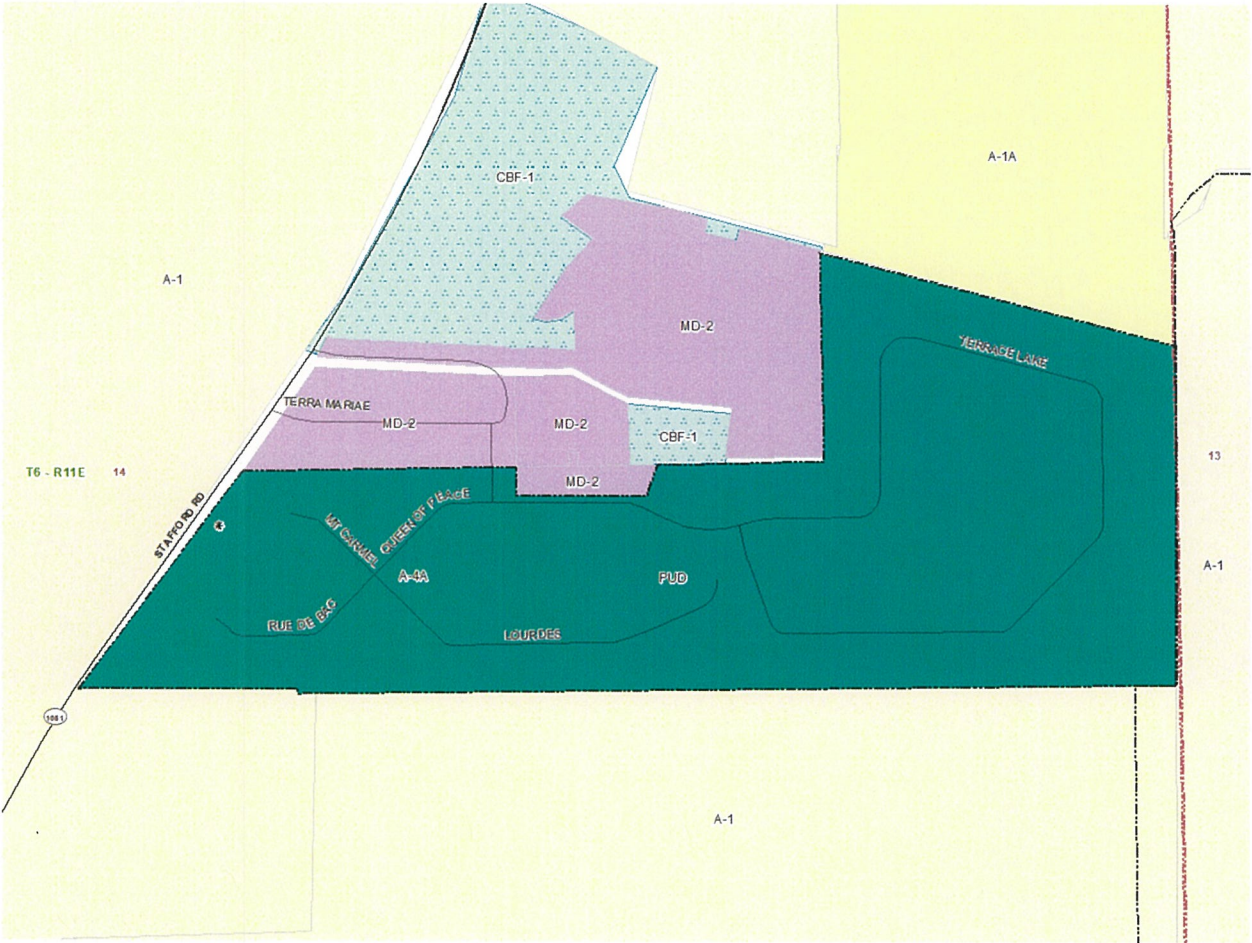 A-1A
CBF-1
A-1
MD-2
TERRACE LAKE
TERRA MARIAE
MD-2
MD-2
CBF-1
13
T6 - R11E
14
MD-2
STAFFORD RD
QUEEN OF PEACE
MT CARMEL
A-1
A-4A
PUD
RUE DE BAC
LOURDES
1081
A-1